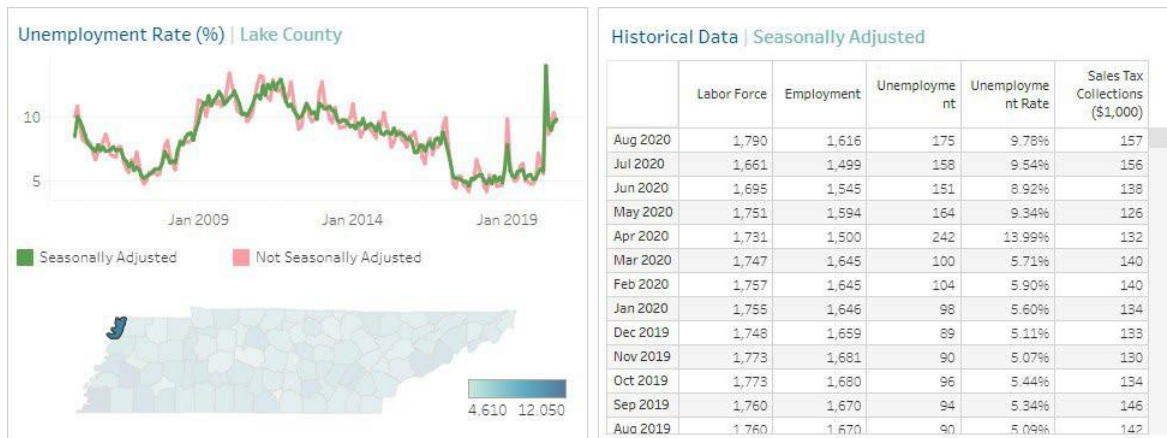 Unemployment Rate (%) | Lake County
10
5
Jan 2009 Jan 2014 Jan 2019
Seasonally Adjusted Not Seasonally Adjusted
4.610 12.050
Historical Data | Seasonally Adjusted
Labor Force Employment Unemployme
nt Unemployme
nt Rate Sales Tax
Collections
($1,000)
Aug 2020 1,790 1,616 175 9.78% 157
Jul 2020 1,661 1,499 158 9.54% 156
Jun 2020 1,695 1,545 151 8.92% 138
May 2020 1,751 1,594 164 9.34% 126
Apr 2020 1,731 1,500 242 13.99% 132
Mar 2020 1,747 1,645 100 5.71% 140
Feb 2020 1,757 1,645 104 5.90% 140
Jan 2020 1,755 1,646 98 5.60% 134
Dec 2019 1,748 1,659 89 5.11% 133
Nov 2019 1,773 1,681 90 5.07% 130
Oct 2019 1,773 1,680 96 5.44% 134
Sep 2019 1,760 1,670 94 5.34% 146
Aug 2019 1,760 1,670 90 5.09% 142